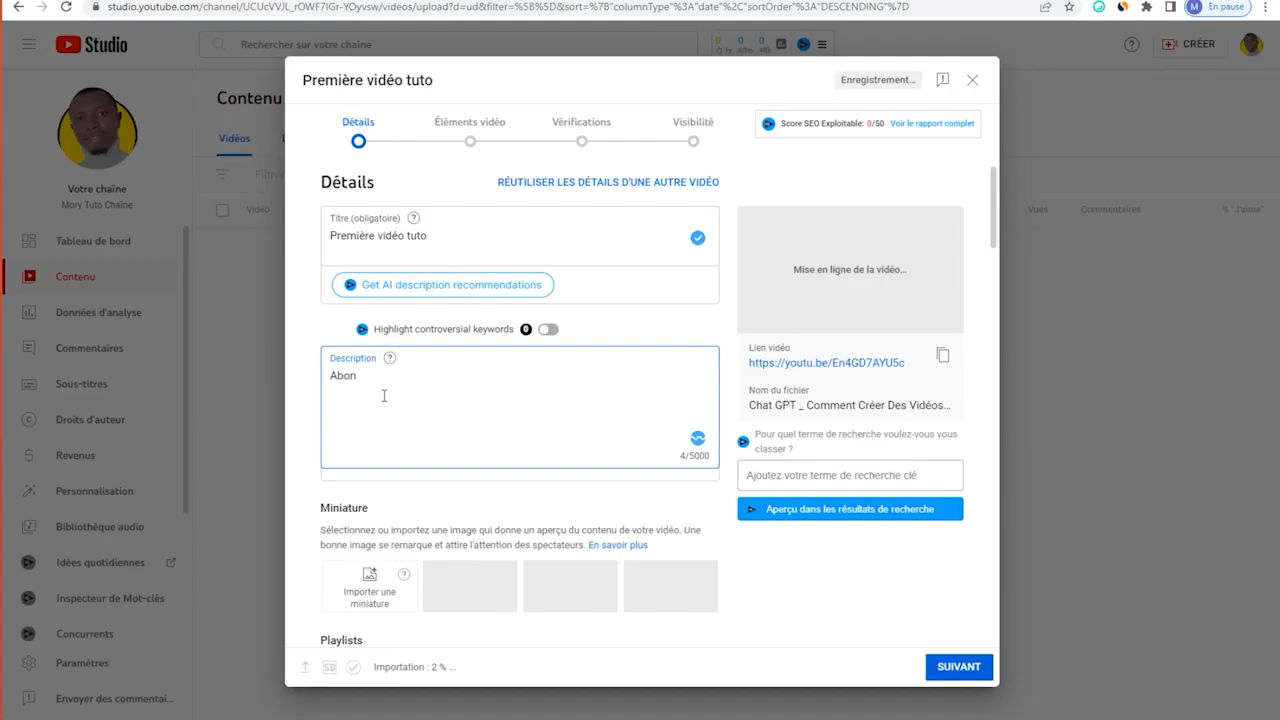 studio.youtube.com/channel/UCUcVVJL_rOWF7IGr-YOyvsw/videos/upload?d=ud&filter=%5B%5D&sort=%7B"columnType"%3A"date"%2C"sortOrder"%3A"DESCENDING"%7D
M En pause
Studio
Rechercher sur votre chaîne
0 0 0
CRÉER
Première vidéo tuto
Enregistrement...
Détails
Éléments vidéo
Vérifications
Visibilité
Score SEO Exploitable: 0/50 Voir le rapport complet
Contenu
Vidéos
Vidéo
Vues
Commentaires
% "J'aime"
Votre chaîne
Mory Tuto Chaîne
Tableau de bord
Contenu
Données d'analyse
Commentaires
Sous-titres
Droits d'auteur
Revenus
Personnalisation
Bibliothèque audio
Idées quotidiennes
Inspecteur de Mot-clés
Concurrents
Paramètres
Envoyer des commentai...
Détails
RÉUTILISER LES DÉTAILS D'UNE AUTRE VIDÉO
Titre (obligatoire)
Première vidéo tuto
Get AI description recommendations
Highlight controversial keywords
Description
Abon
4/5000
Miniature
Sélectionnez ou importez une image qui donne un aperçu du contenu de votre vidéo. Une
bonne image se remarque et attire l'attention des spectateurs. En savoir plus
Importer une
miniature
Playlists
Mise en ligne de la vidéo...
Lien vidéo
https://youtu.be/En4GD7AYU5c
Nom du fichier
Chat GPT _ Comment Créer Des Vidéos...
Pour quel terme de recherche voulez-vous vous
classer ?
Ajoutez votre terme de recherche clé
Aperçu dans les résultats de recherche
SD
Importation : 2 % ...
SUIVANT